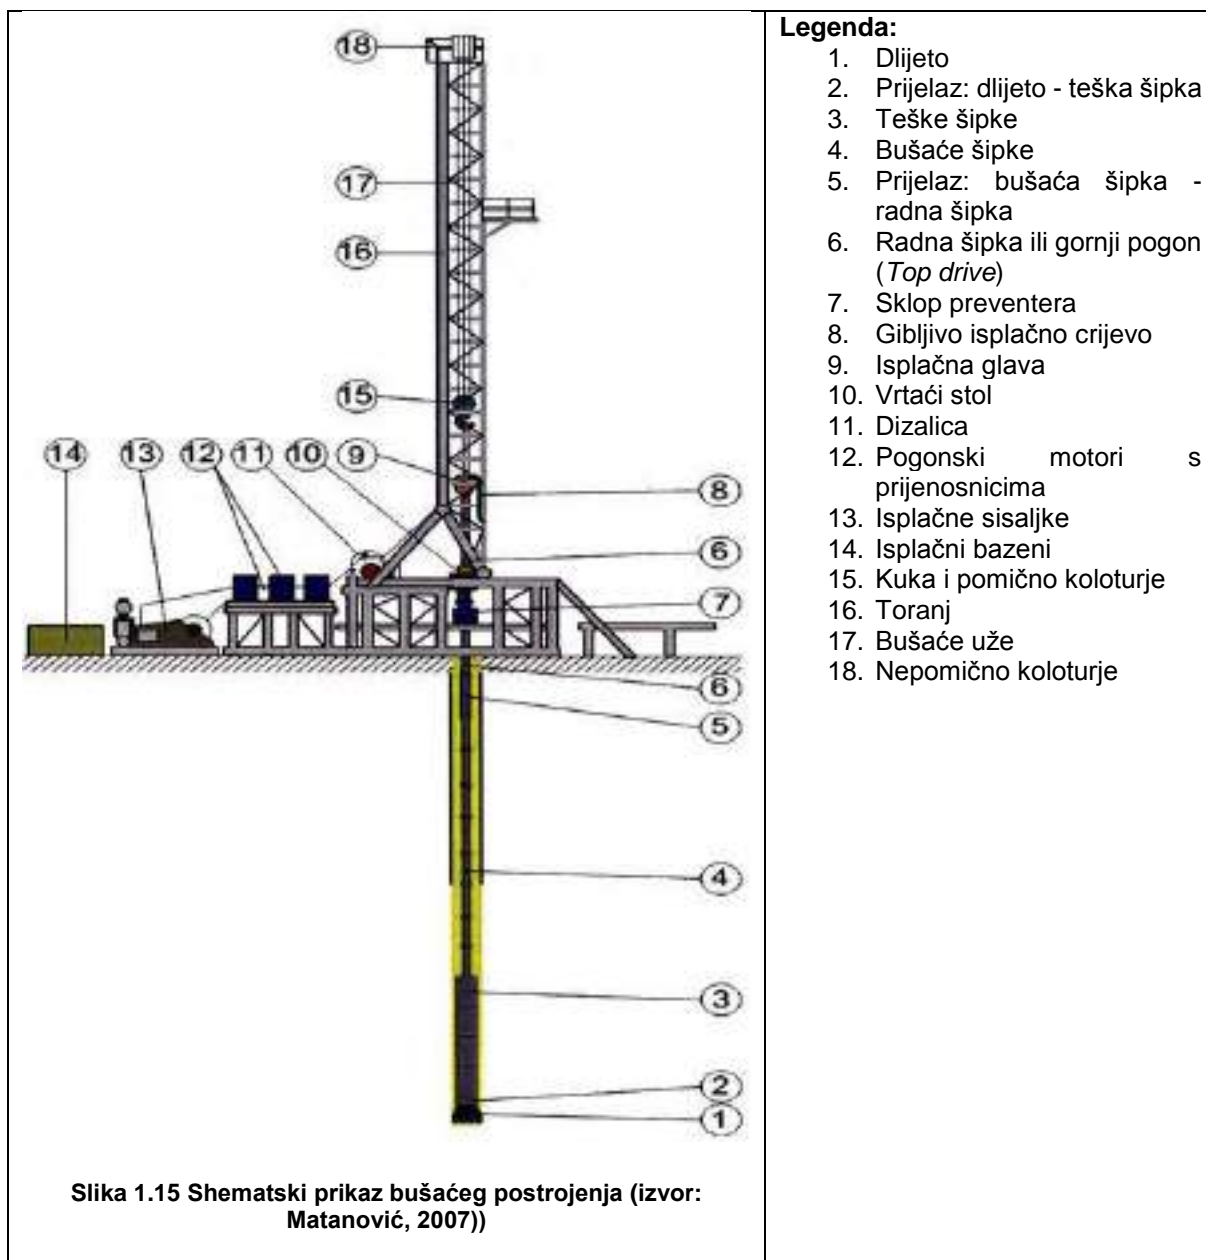 18
17
16
15
14
13
12
11
10
9
8
6
7
6
5
4
3
2
1
Slika 1.15 Shematski prikaz bušaćeg postrojenja (izvor:
Matanović, 2007))
Legenda:
1. Dlijeto
2. Prijelaz: dlijeto - teška šipka
3. Teške šipke
4. Bušaće šipke
5. Prijelaz: bušaća šipka -
radna šipka
6. Radna šipka ili gornji pogon
(Top drive)
7. Sklop preventera
8. Gibljivo isplačno crijevo
9. Isplačna glava
10. Vrtaći stol
11. Dizalica
12. Pogonski motori s
prijenosnicima
13. Isplačne sisaljke
14. Isplačni bazeni
15. Kuka i pomično koloturje
16. Toranj
17. Bušaće uže
18. Nepomično koloturje